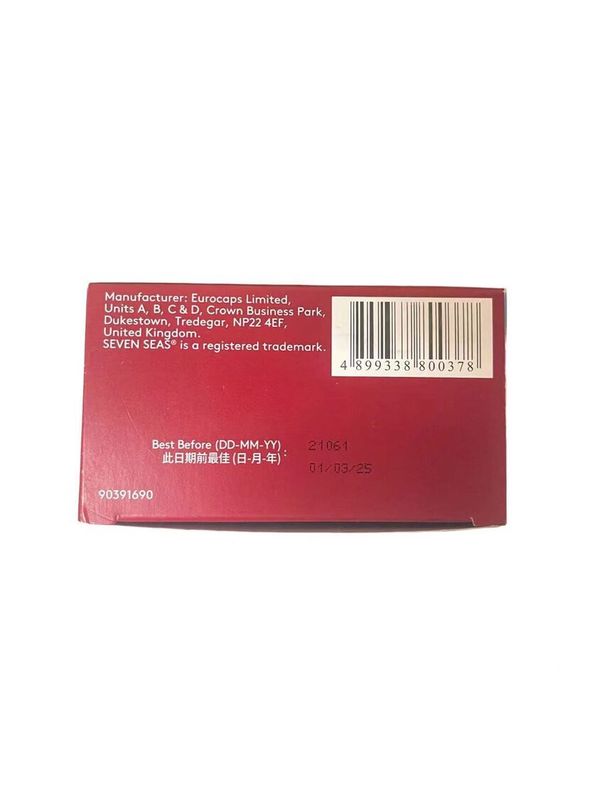 Manufacturer: Eurocaps Limited,
Units A, B, C & D, Crown Business Park,
Dukestown, Tredegar, NP22 4EF,
United Kingdom.
SEVEN SEAS® is a registered trademark.
4 899338 800378
Best Before (DD-MM-YY) : 21061
此日期前最佳 (日-月-年) 01/03/25
90391690